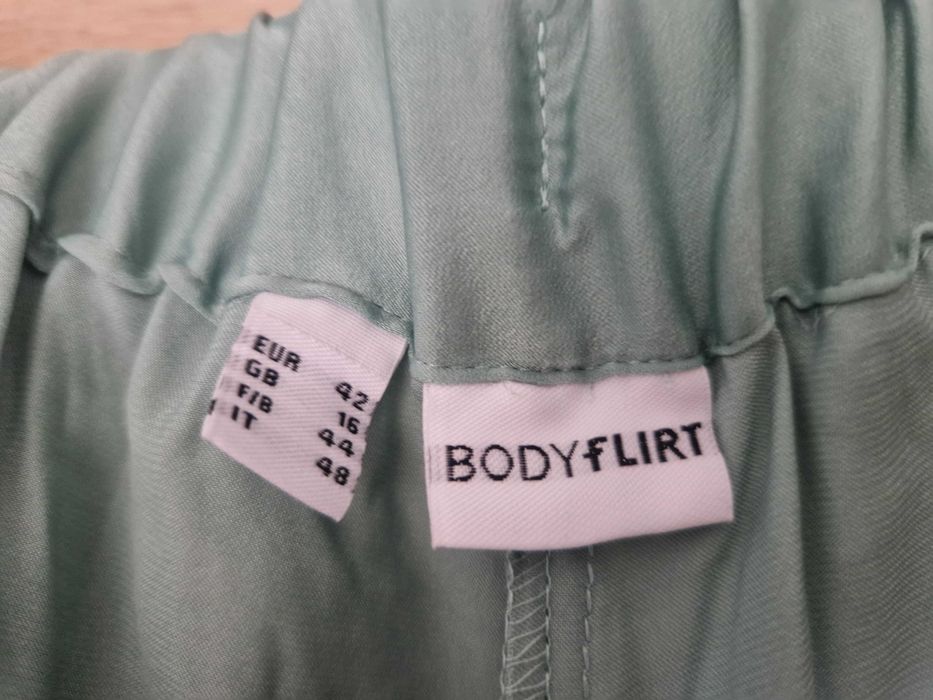 EUR 42
GB 16
F/B 44
IT 48
BODYfLIRT